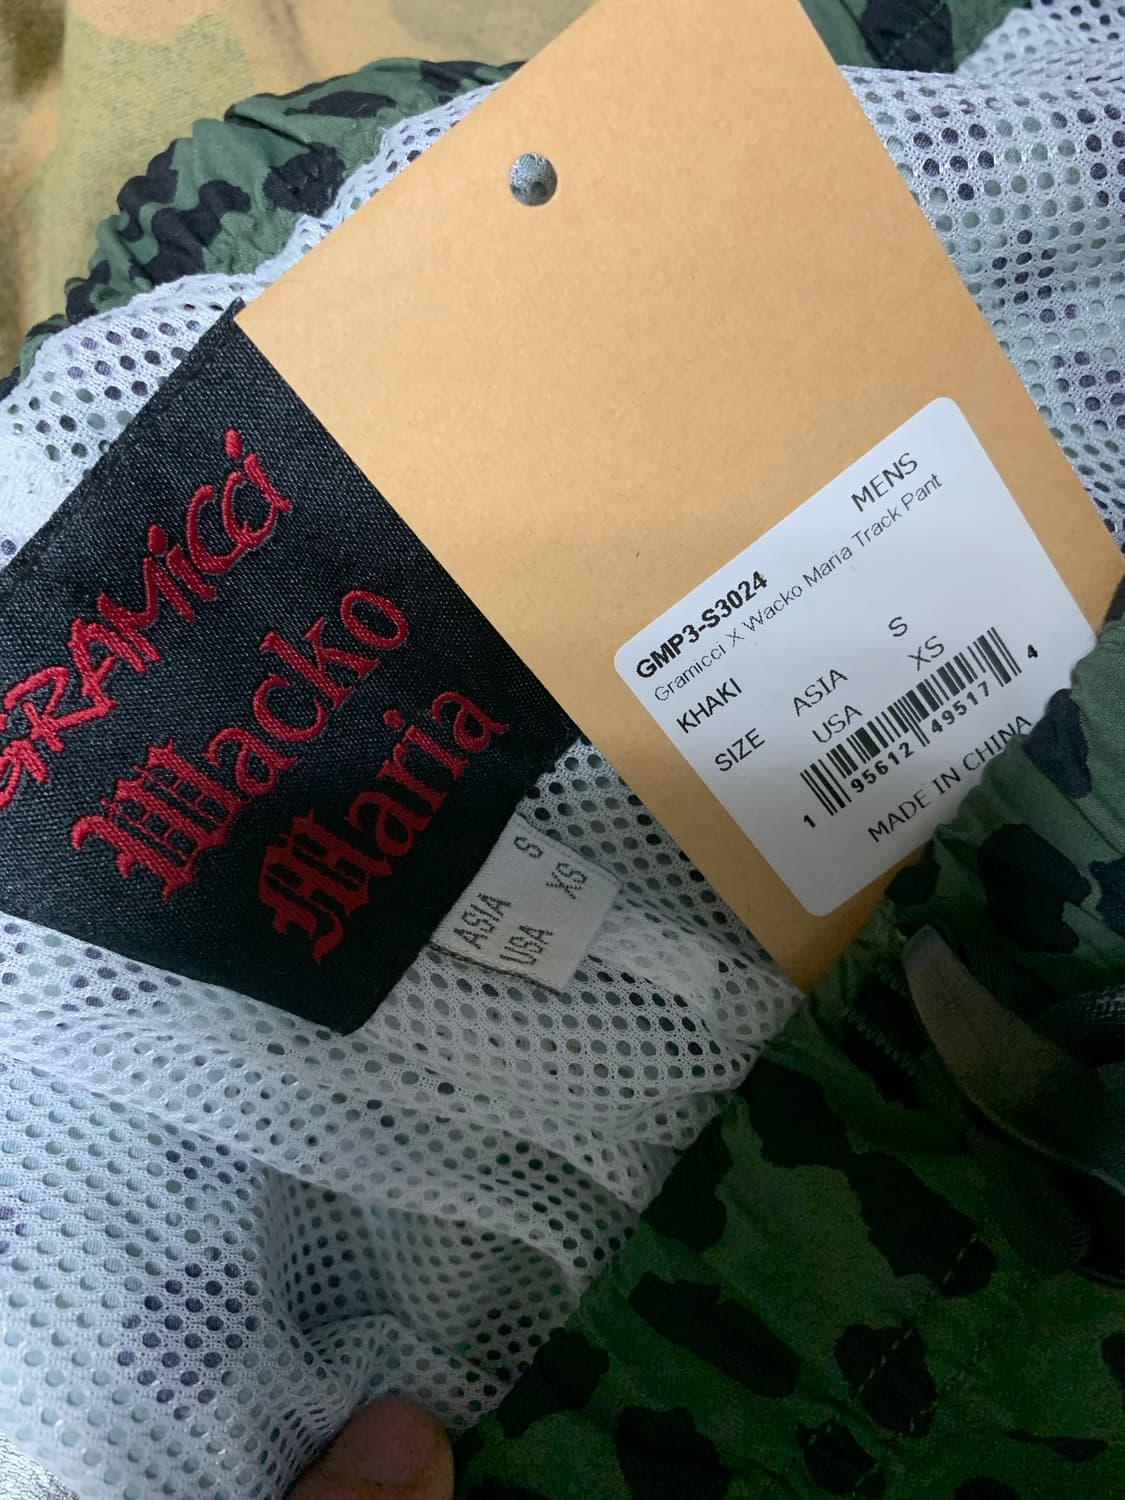 GRAMiCCi
Wacko
Maria
ASIA S
USA XS
MENS
GMP3-S3024
Gramicci X Wacko Maria Track Pant
KHAKI
SIZE ASIA S
USA XS
1 95612 49517 4
MADE IN CHINA